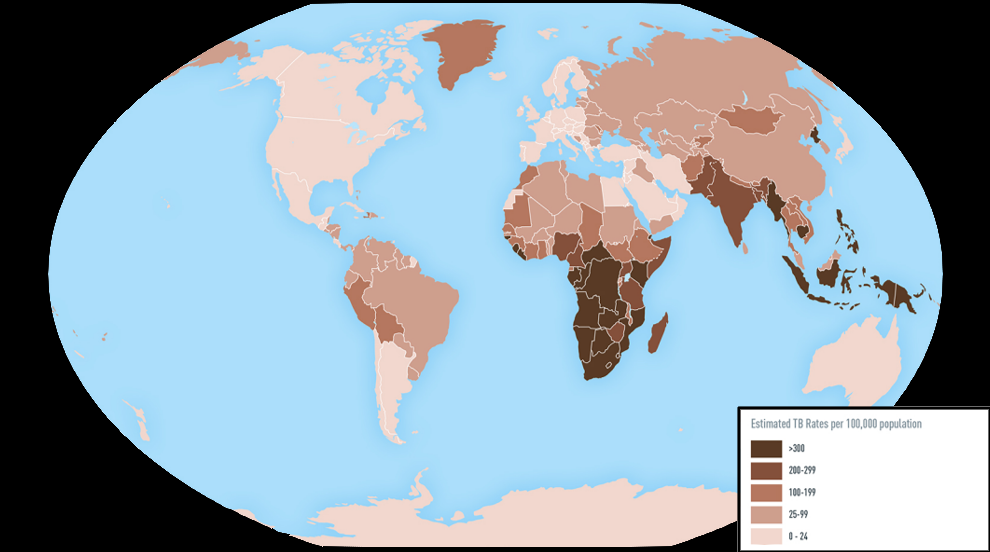 Estimated TB Rates per 100,000 population
>300
200-299
100-199
25-99
0 - 24